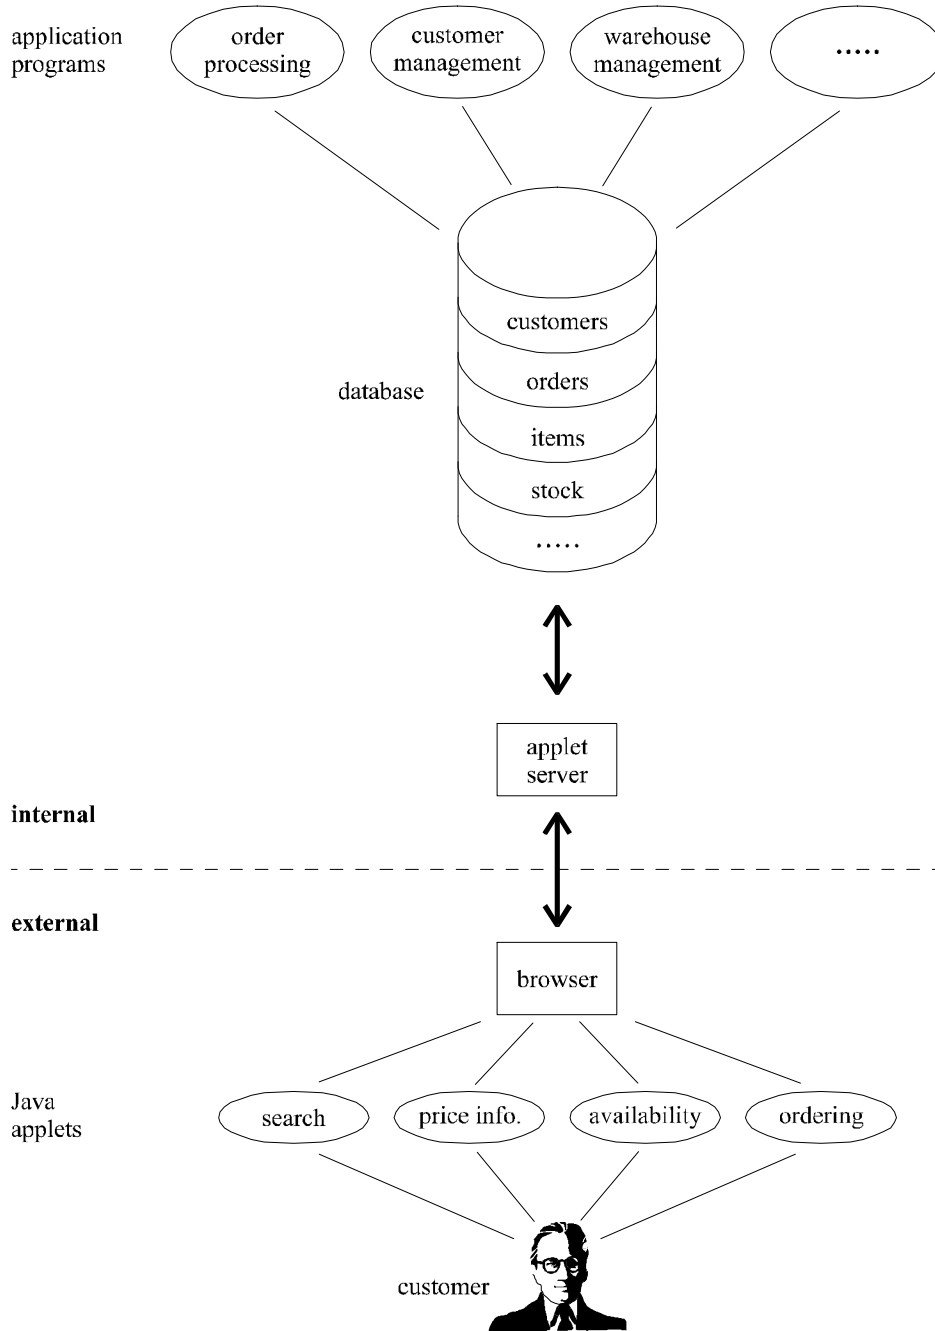 application
programs
order
processing
customer
management
warehouse
management
.....
customers
orders
database
items
stock
.....
applet
server
internal
external
browser
Java
applets
search
price info.
availability
ordering
customer